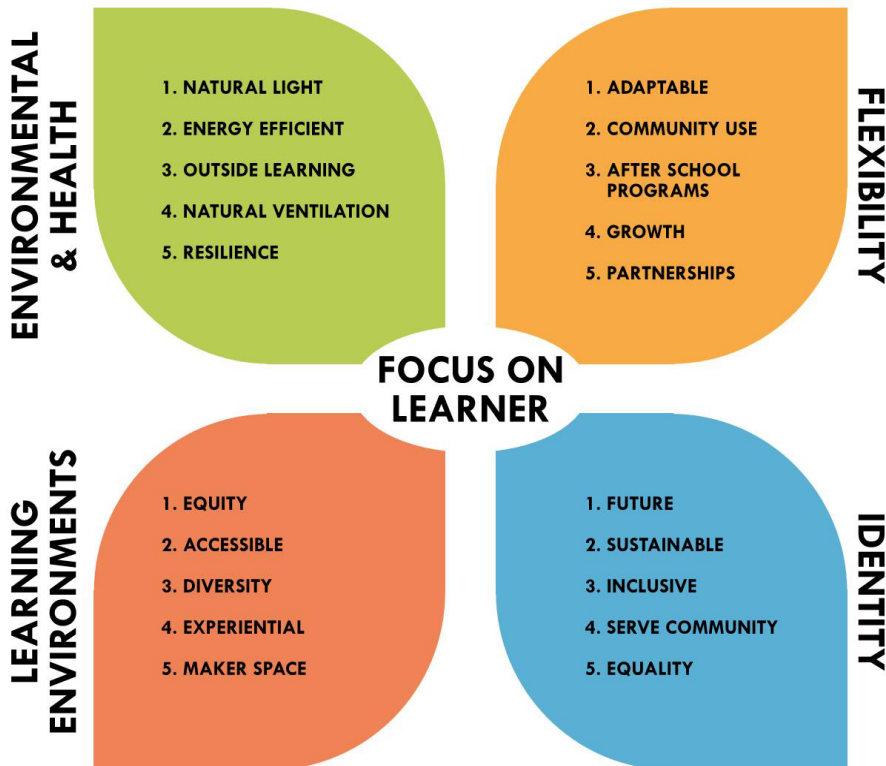 ENVIRONMENTAL
& HEALTH
1. NATURAL LIGHT
2. ENERGY EFFICIENT
3. OUTSIDE LEARNING
4. NATURAL VENTILATION
5. RESILIENCE
FLEXIBILITY
1. ADAPTABLE
2. COMMUNITY USE
3. AFTER SCHOOL
PROGRAMS
4. GROWTH
5. PARTNERSHIPS
FOCUS ON
LEARNER
LEARNING
ENVIRONMENTS
1. EQUITY
2. ACCESSIBLE
3. DIVERSITY
4. EXPERIENTIAL
5. MAKER SPACE
IDENTITY
1. FUTURE
2. SUSTAINABLE
3. INCLUSIVE
4. SERVE COMMUNITY
5. EQUALITY